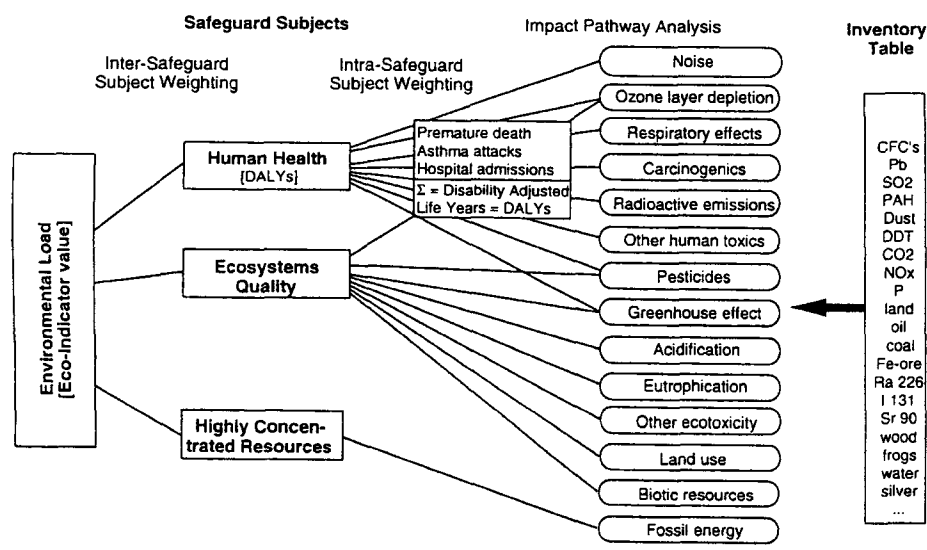 Safeguard Subjects
Impact Pathway Analysis
Inventory
Table
Inter-Safeguard
Subject Weighting
Intra-Safeguard
Subject Weighting
Environmental Load
[Eco-Indicator value]
Human Health
[DALYs]
Ecosystems
Quality
Highly Concen-
trated Resources
Premature death
Asthma attacks
Hospital admissions
Σ = Disability Adjusted
Life Years = DALYs
Noise
Ozone layer depletion
Respiratory effects
Carcinogenics
Radioactive emissions
Other human toxics
Pesticides
Greenhouse effect
Acidification
Eutrophication
Other ecotoxicity
Land use
Biotic resources
Fossil energy
CFC's
Pb
SO2
PAH
Dust
DDT
CO2
NOx
P
land
oil
coal
Fe-ore
Ra 226
I 131
Sr 90
wood
frogs
water
silver
...